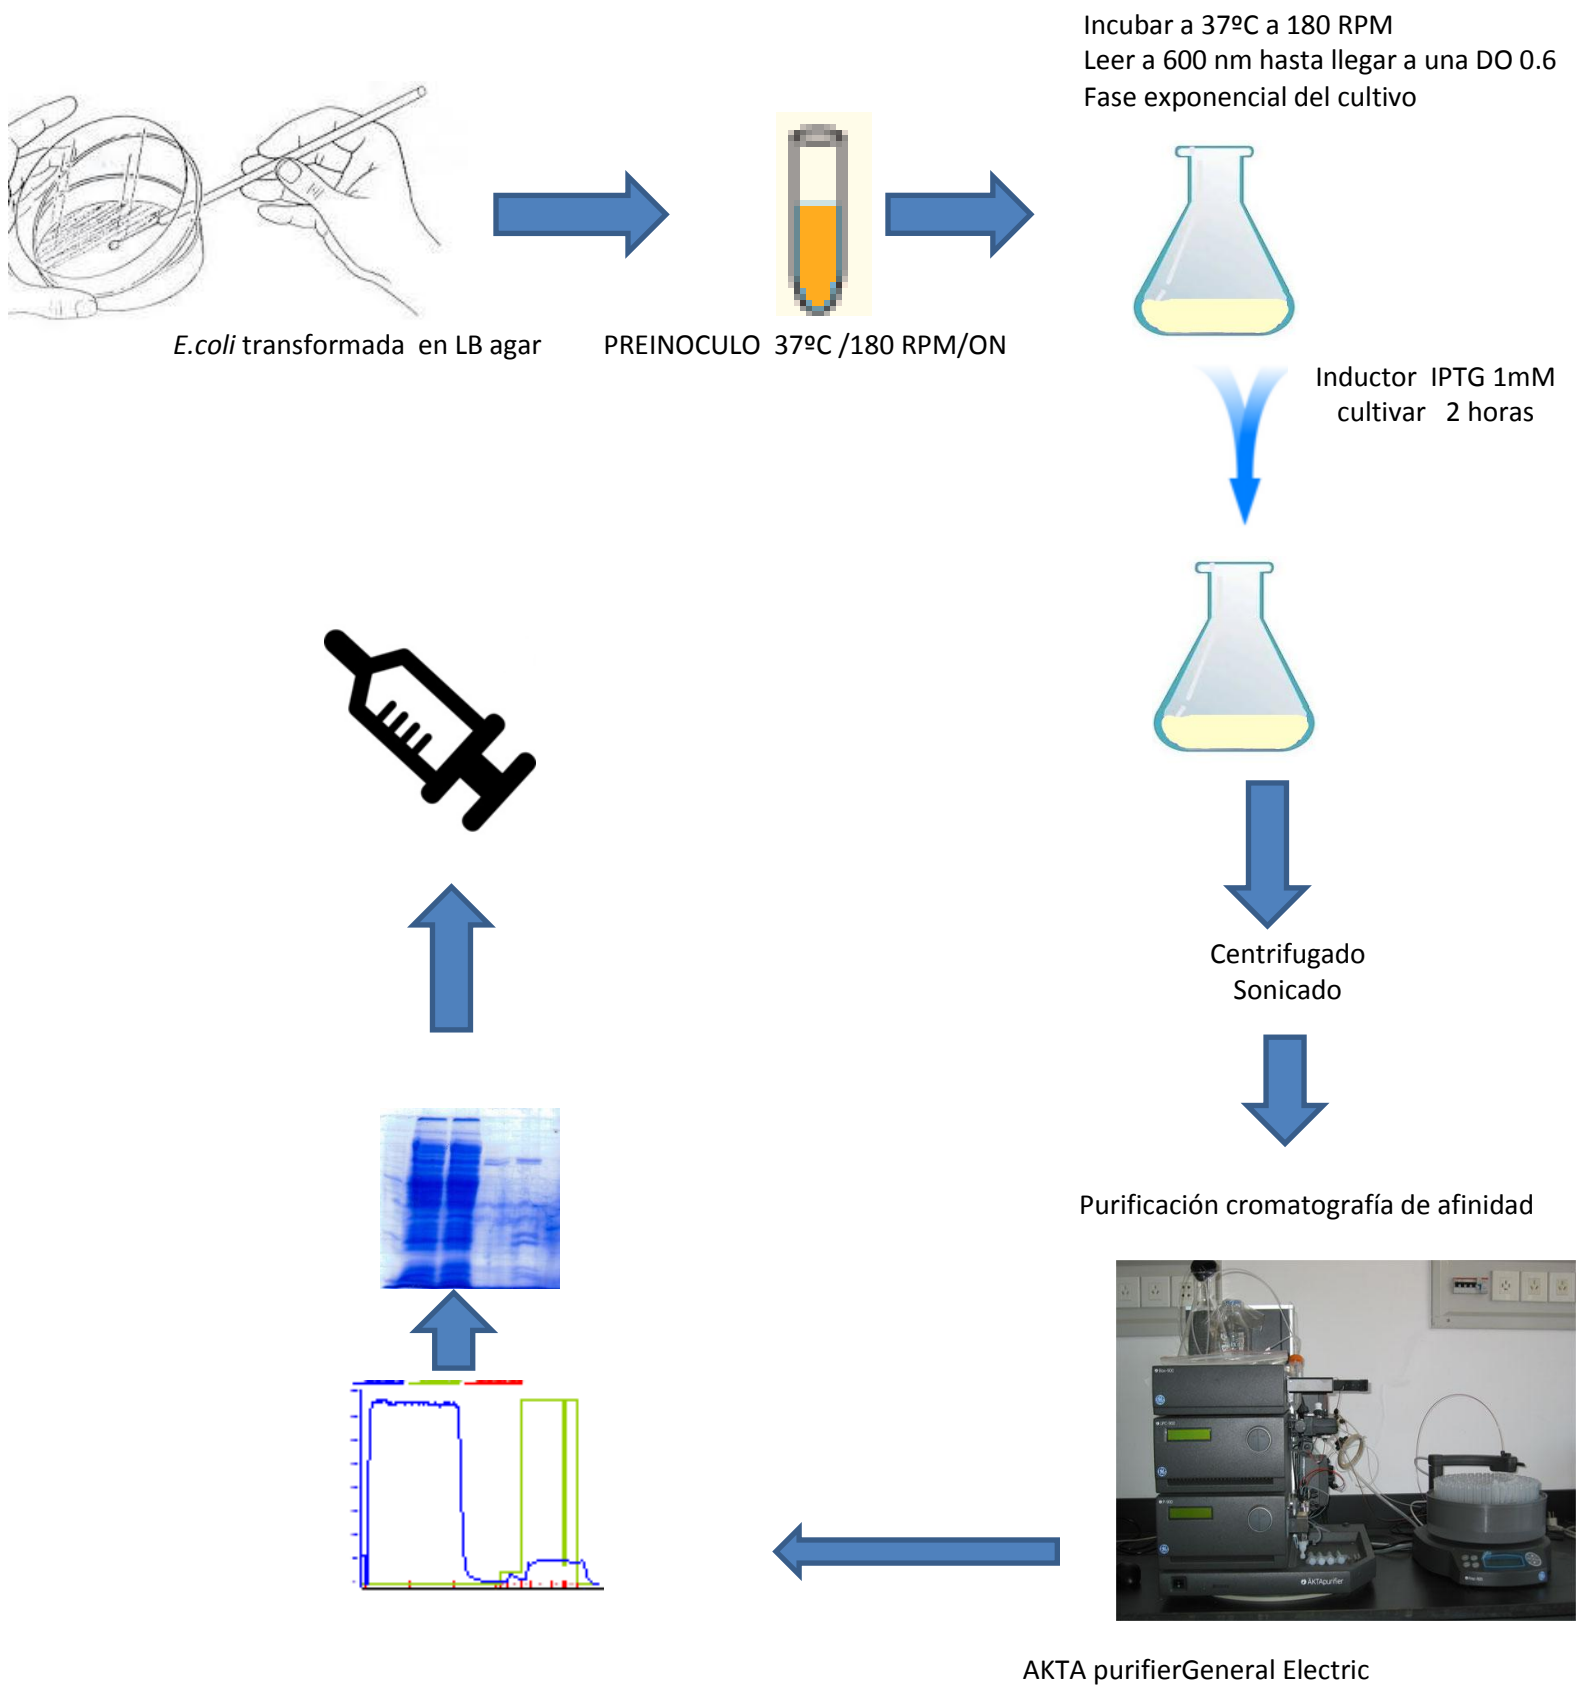 Incubar a 37ºC a 180 RPM
Leer a 600 nm hasta llegar a una DO 0.6
Fase exponencial del cultivo
E.coli transformada en LB agar
PREINOCULO 37ºC /180 RPM/ON
Inductor IPTG 1mM
cultivar 2 horas
Centrifugado
Sonicado
Purificación cromatografía de afinidad
ÄKTApurifier
AKTA purifierGeneral Electric